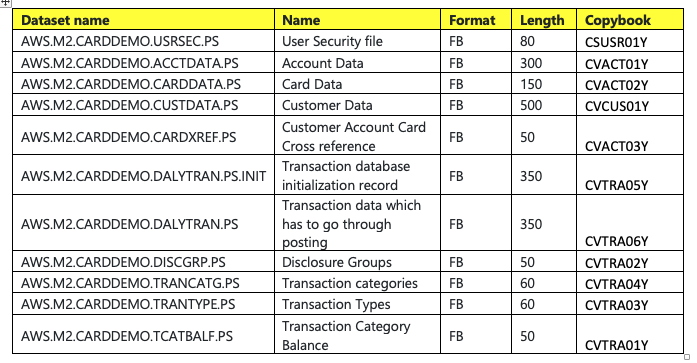 Dataset name Name Format Length Copybook
AWS.M2.CARDDEMO.USRSEC.PS User Security file FB 80 CSUSR01Y
AWS.M2.CARDDEMO.ACCTDATA.PS Account Data FB 300 CVACT01Y
AWS.M2.CARDDEMO.CARDDATA.PS Card Data FB 150 CVACT02Y
AWS.M2.CARDDEMO.CUSTDATA.PS Customer Data FB 500 CVCUS01Y
AWS.M2.CARDDEMO.CARDXREF.PS Customer Account Card
Cross reference FB 50 CVACT03Y
AWS.M2.CARDDEMO.DALYTRAN.PS.INIT Transaction database
initialization record FB 350 CVTRA05Y
AWS.M2.CARDDEMO.DALYTRAN.PS Transaction data which
has to go through
posting FB 350 CVTRA06Y
AWS.M2.CARDDEMO.DISCGRP.PS Disclosure Groups FB 50 CVTRA02Y
AWS.M2.CARDDEMO.TRANCATG.PS Transaction categories FB 60 CVTRA04Y
AWS.M2.CARDDEMO.TRANTYPE.PS Transaction Types FB 60 CVTRA03Y
AWS.M2.CARDDEMO.TCATBALF.PS Transaction Category
Balance FB 50 CVTRA01Y